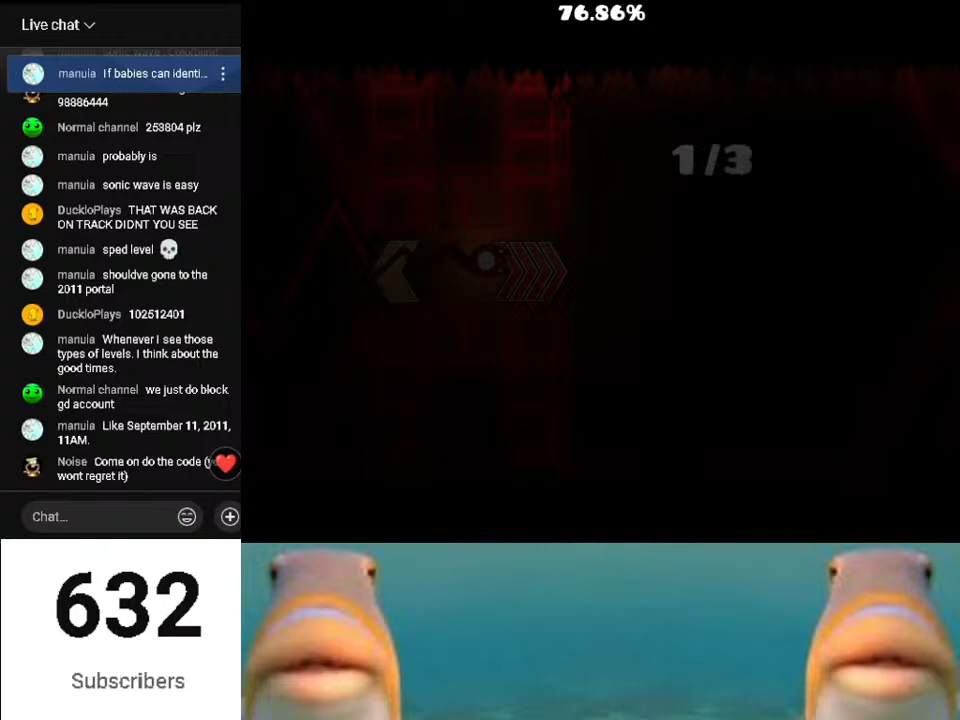 Live chat
76.86%
sonic wave . Colorbind
manuia If babies can identi...
98886444
Normal channel 253804 plz
manuia probably is
manuia sonic wave is easy
DuckloPlays THAT WAS BACK
ON TRACK DIDNT YOU SEE
manuia sped level 💀
manuia shouldve gone to the
2011 portal
DuckloPlays 102512401
manuia Whenever I see those
types of levels. I think about the
good times.
Normal channel we just do block
gd account
manuia Like September 11, 2011,
11AM.
Noise Come on do the code
wont regret it}
Chat...
1/3
632
Subscribers